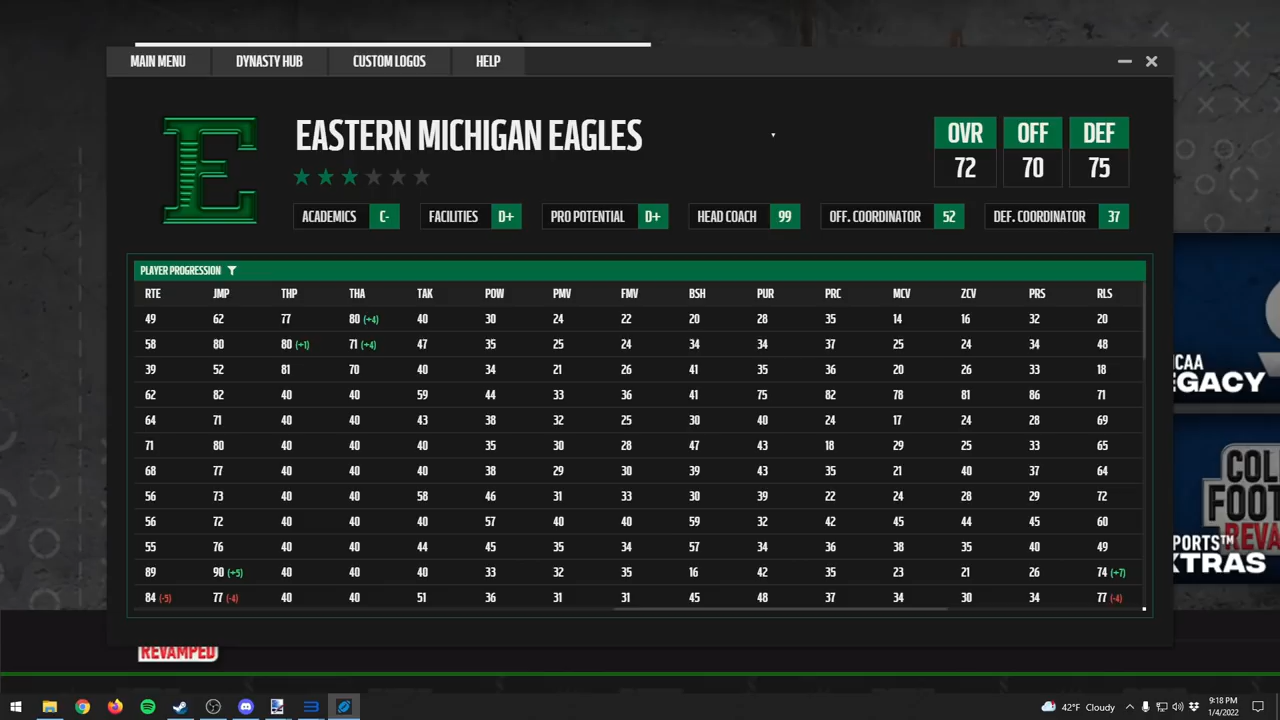 MAIN MENU DYNASTY HUB CUSTOM LOGOS HELP
E
EASTERN MICHIGAN EAGLES
OVR OFF DEF
72 70 75
ACADEMICS C- FACILITIES D+ PRO POTENTIAL D+ HEAD COACH 99 OFF. COORDINATOR 52 DEF. COORDINATOR 37
PLAYER PROGRESSION
RTE JMP THP THA TAK POW PMV FMV BSH PUR PRC MCV ZCV PRS RLS
49 62 77 80 (+4) 40 30 24 22 20 28 35 14 16 32 20
58 80 80 (+1) 71 (+4) 47 35 25 24 34 34 37 25 24 34 48
39 52 81 70 40 34 21 26 41 35 36 20 26 33 18
62 82 40 40 59 44 33 36 41 75 82 78 81 86 71
64 71 40 40 43 38 32 25 30 40 24 17 24 28 69
71 80 40 40 40 35 30 28 47 43 18 29 25 33 65
68 77 40 40 40 38 29 30 39 43 35 21 40 37 64
56 73 40 40 58 46 31 33 30 39 22 24 28 29 72
56 72 40 40 40 57 40 40 59 32 42 45 44 45 60
55 76 40 40 44 45 35 34 57 34 36 38 35 40 49
89 90 (+5) 40 40 40 33 32 35 16 42 35 23 21 26 74 (+7)
84 (-5) 77 (-4) 40 40 51 36 31 31 45 48 37 34 30 34 77 (-4)
CAA
GACY
COL
FOOT
REVA
PORTS™
XTRAS
REVAMPED
42°F Cloudy
9:18 PM
1/4/2022